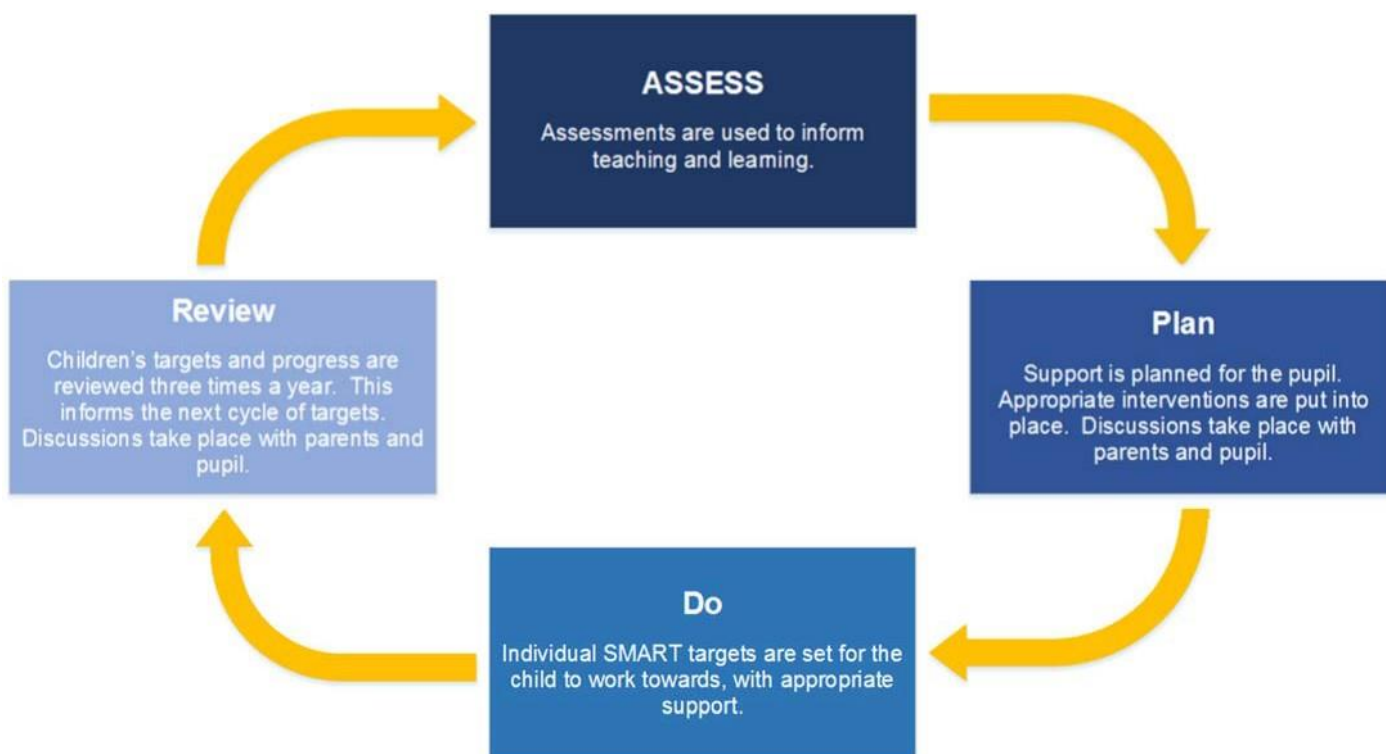 ASSESS
Assessments are used to inform
teaching and learning.
Plan
Support is planned for the pupil.
Appropriate interventions are put into
place.  Discussions take place with
parents and pupil.
Do
Individual SMART targets are set for the
child to work towards, with appropriate
support.
Review
Children’s targets and progress are
reviewed three times a year.  This
informs the next cycle of targets.
Discussions take place with parents and
pupil.